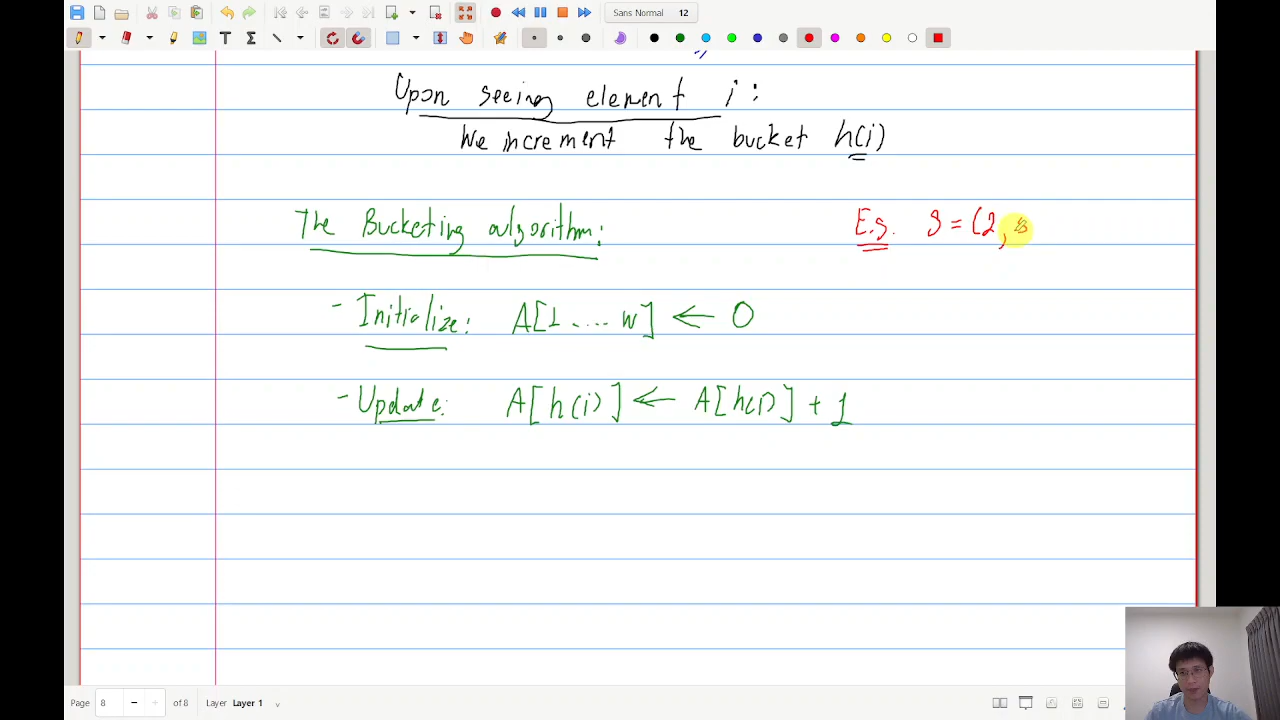 Sans Normal 12
Upon seeing element i:
We increment the bucket h(i)
The Bucketing algorithm:
E.g. S = (2,
- Initialize: A[1 .... w] ← 0
- Update: A[h(i)] ← A[h(i)] + 1
Page 8 of 8 Layer Layer 1